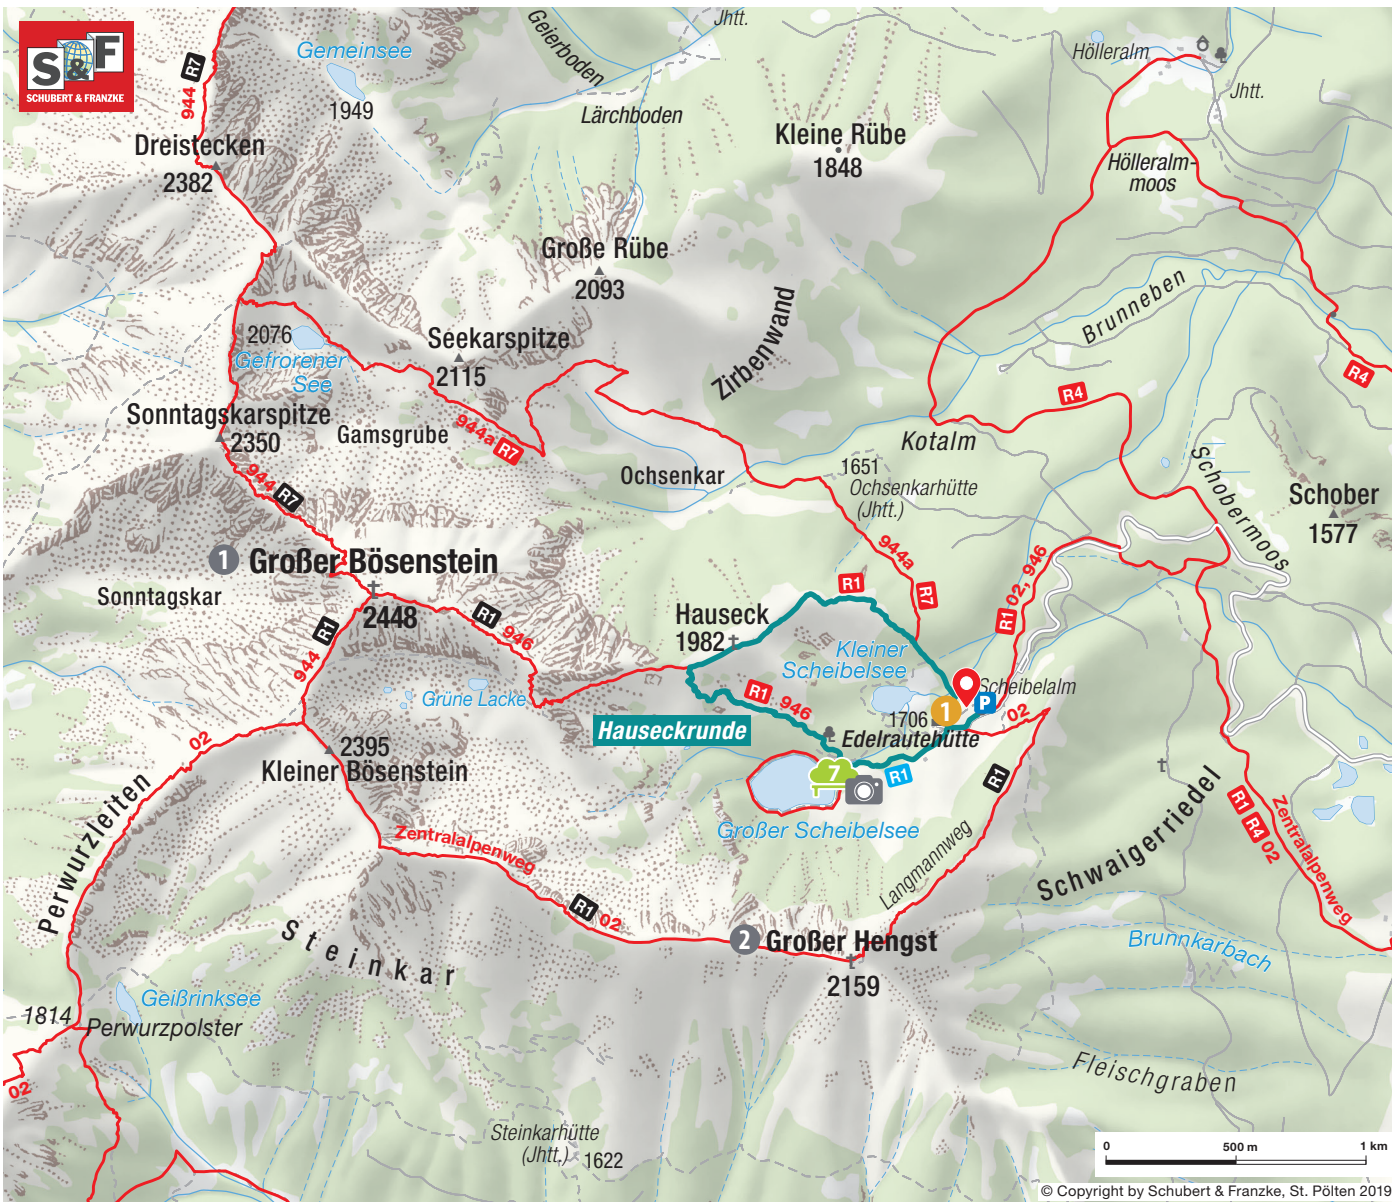 S&F
SCHUBERT & FRANZKE
944 R7
Gemeinsee
1949
Geierboden
Jhtt.
Lärchboden
Hölleralm
Jhtt.
Dreistecken
2382
Kleine Rübe
1848
Hölleralm-
moos
Große Rübe
2093
Zirbenwand
Brunneben
2076
Gefrorener
See
Seekarspitze
2115
R4
R4
Sonntagskarspitze
2350
Gamsgrube
944a R7
Kotalm
Schobermoos
Schober
1577
944 R7
Ochsenkar
1651
Ochsenkarhütte
(Jhtt.)
944a
R7
1 Großer Bösenstein
2448
Sonntagskar
R1 02, 946
R1
Hauseck
1982
R1 946
944 R1
Kleiner
Scheibelsee
Scheibelalm
P
Grüne Lacke
R1 946
1
1706
02
Hauseckrunde
Edelrautehütte
02
2395
Kleiner Bösenstein
7
R1
R1
Großer Scheibelsee
Perwurzleiten
Zentralalpenweg
Langmannweg
Schwaigerriedel
R1 R4 02
Zentralalpenweg
R1 02
Steinkar
2 Großer Hengst
2159
Brunnkarbach
Geißrinksee
1814
Perwurzpolster
02
Fleischgraben
Steinkarhütte
(Jhtt.) 1622
0 500 m 1 km
© Copyright by Schubert & Franzke, St. Pölten 2019